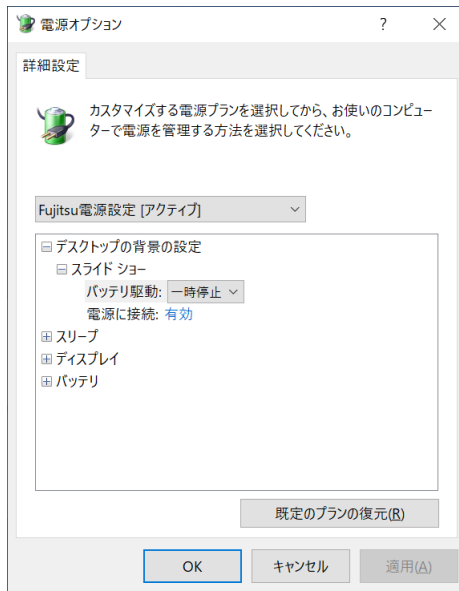 電源オプション
?
詳細設定
カスタマイズする電源プランを選択してから、お使いのコンピュー
ターで電源を管理する方法を選択してください。
Fujitsu電源設定 [アクティブ]
デスクトップの背景の設定
スライド ショー
バッテリ駆動: 一時停止
電源に接続: 有効
スリープ
ディスプレイ
バッテリ
既定のプランの復元(R)
OK キャンセル 適用(A)